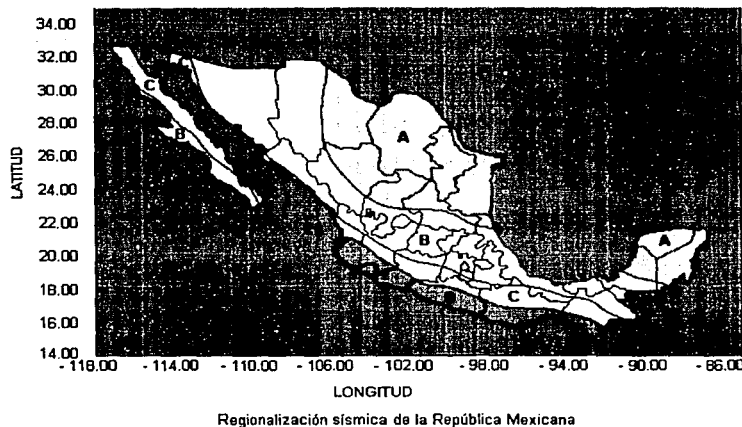 34.00
32.00
30.00
28.00
26.00
24.00
22.00
20.00
18.00
16.00
14.00
LATITUD
C
B
A
B
A
C
- 118.00 - 114.00 - 110.00 - 106.00 - 102.00 - 98.00 - 94.00 - 90.00 - 86.00
LONGITUD
Regionalización sísmica de la República Mexicana